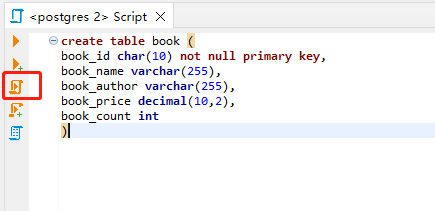 <postgres 2> Script
create table book (
book_id char(10) not null primary key,
book_name varchar(255),
book_author varchar(255),
book_price decimal(10,2),
book_count int
)